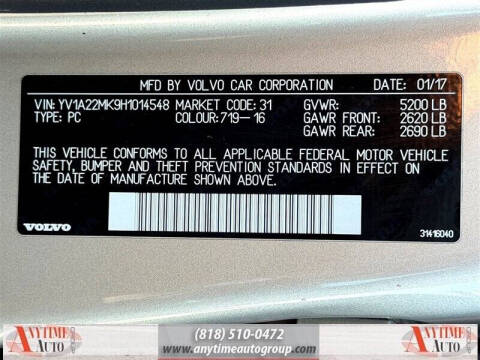 MFD BY VOLVO CAR CORPORATION DATE: 01/17
VIN: YV1A22MK9H1014548 MARKET CODE: 31 GVWR: 5200 LB
TYPE: PC COLOUR: 719-16 GAWR FRONT: 2620 LB
GAWR REAR: 2690 LB
THIS VEHICLE CONFORMS TO ALL APPLICABLE FEDERAL MOTOR VEHICLE
SAFETY, BUMPER AND THEFT PREVENTION STANDARDS IN EFFECT ON
THE DATE OF MANUFACTURE SHOWN ABOVE.
VOLVO 31416040
ANYTIME AUTO (818) 510-0472 ANYTIME AUTO
www.anytimeautogroup.com